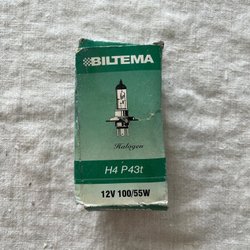 BILTEMA
Halogen
H4 P43t
12V 100/55W